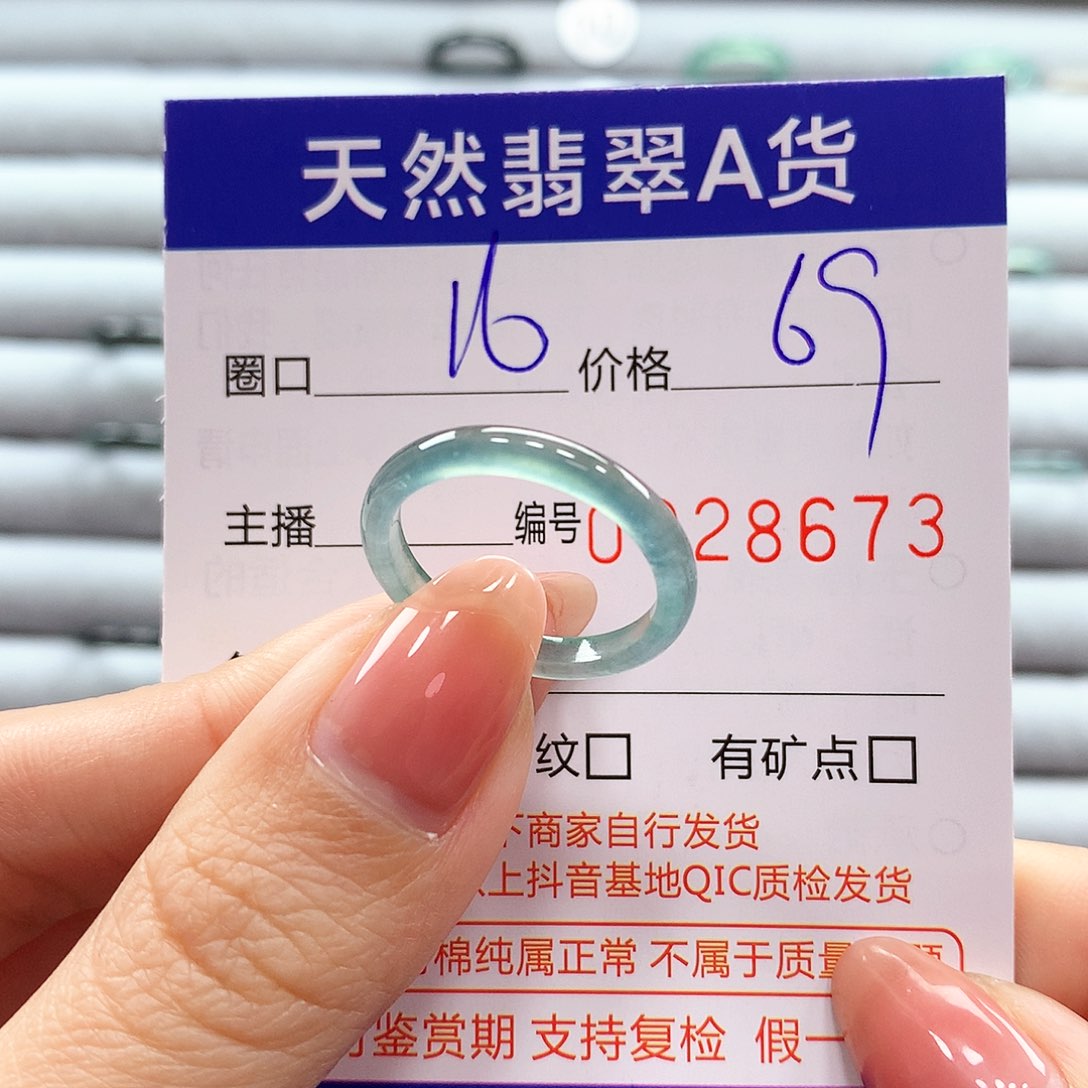 天然翡翠A货
圈口 16 价格 69
主播 编号 0 28673
纹□ 有矿点□
商家自行发货
上抖音基地QIC质检发货
棉纯属正常 不属于质量
鉴赏期 支持复检 假一